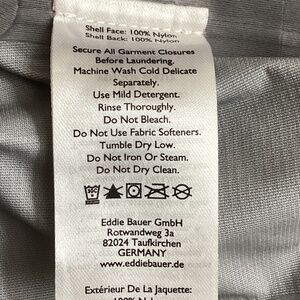 Shell Face: 100% Nylon
Shell Back: 100% Nylon
Secure All Garment Closures
Before Laundering.
Machine Wash Cold Delicate
Separately.
Use Mild Detergent.
Rinse Thoroughly.
Do Not Bleach.
Do Not Use Fabric Softeners.
Tumble Dry Low.
Do Not Iron Or Steam.
Do Not Dry Clean.
Eddie Bauer GmbH
Rotwandweg 3a
82024 Taufkirchen
GERMANY
www.eddiebauer.de
Extérieur De La Jaquette:
100% Nylon